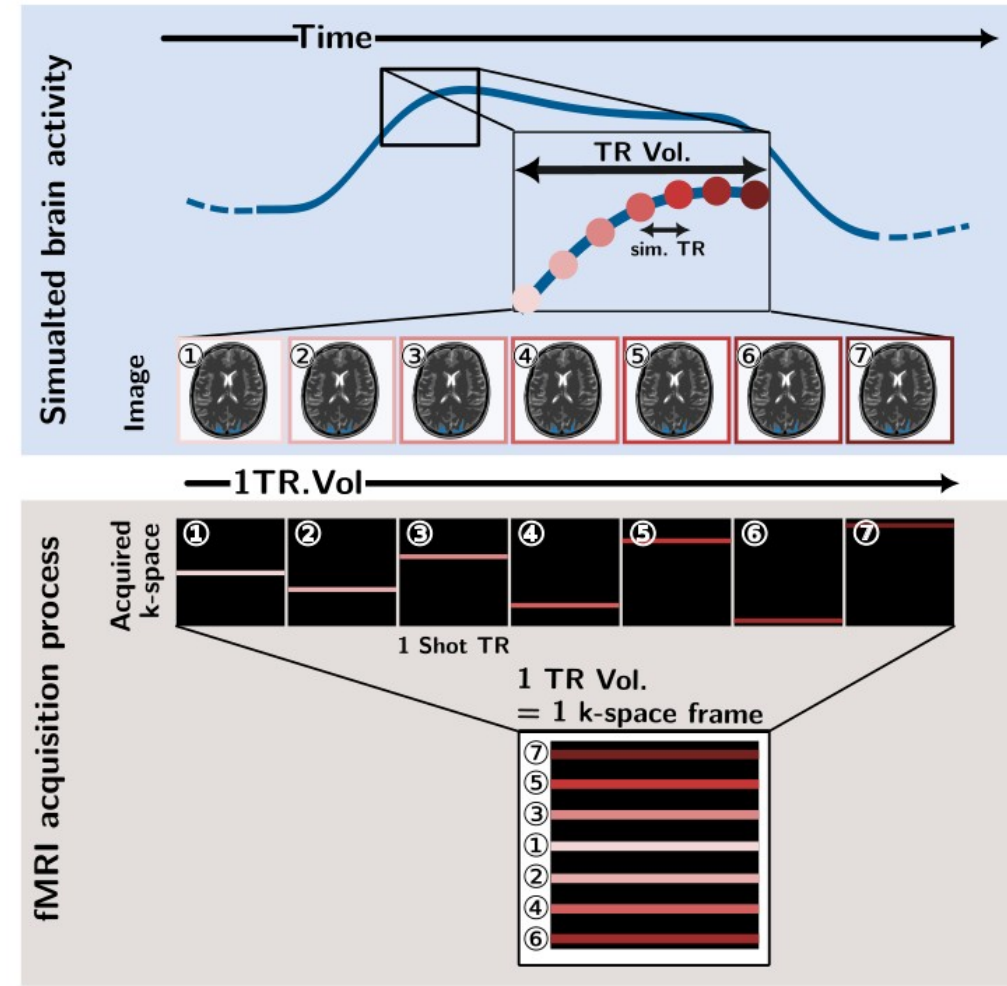 Time
Simualted brain activity
TR Vol.
sim. TR
Image
① ② ③ ④ ⑤ ⑥ ⑦
1TR.Vol
fMRI acquisition process
Acquired
k-space
① ② ③ ④ ⑤ ⑥ ⑦
1 Shot TR
1 TR Vol.
= 1 k-space frame
⑦
⑤
③
①
②
④
⑥